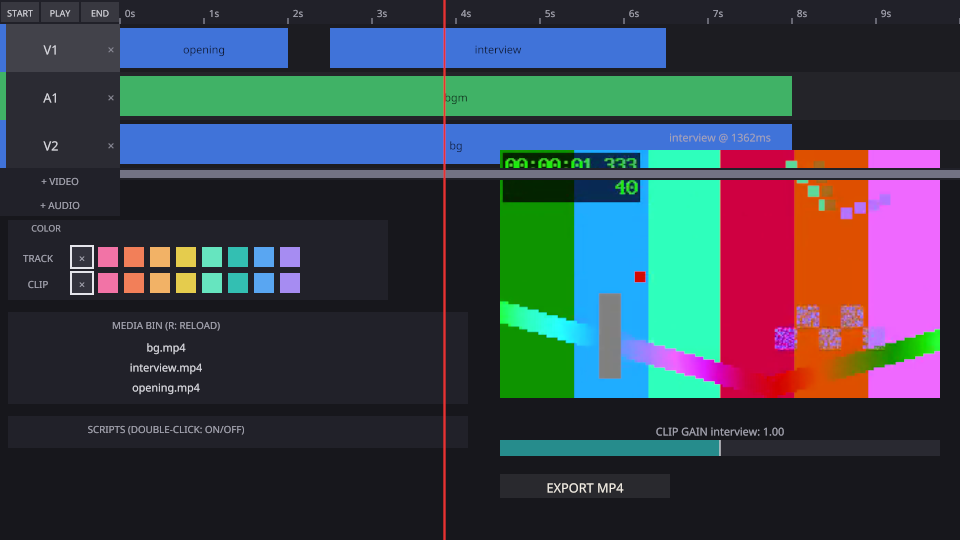 START PLAY END 0s 1s 2s 3s 4s 5s 6s 7s 8s 9s
V1 × opening interview
A1 × bgm
V2 × bg
interview @ 1362ms
00:00:01.333
40
+ VIDEO
+ AUDIO
COLOR
TRACK ×
CLIP ×
MEDIA BIN (R: RELOAD)
bg.mp4
interview.mp4
opening.mp4
SCRIPTS (DOUBLE-CLICK: ON/OFF)
CLIP GAIN interview: 1.00
EXPORT MP4